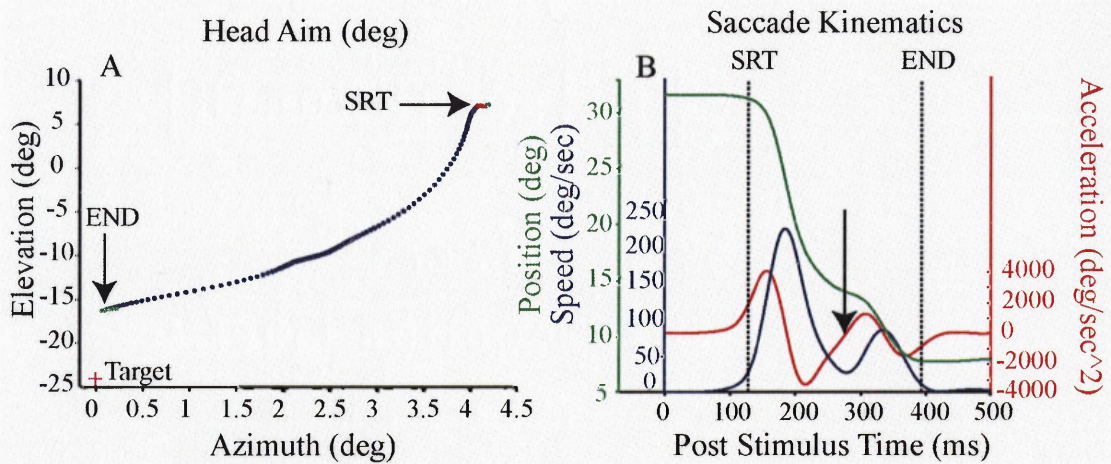 Head Aim (deg)
A
Elevation (deg)
10
5
0
-5
-10
-15
-20
-25
SRT
END
Target
0
0.5
1
1.5
2
2.5
3
3.5
4
4.5
Azimuth (deg)
Saccade Kinematics
B
SRT
END
Position (deg)
30
25
20
15
10
5
Speed (deg/sec)
250
200
150
100
50
0
Acceleration
(deg/sec^2)
4000
2000
0
-2000
-4000
0
100
200
300
400
500
Post Stimulus Time (ms)